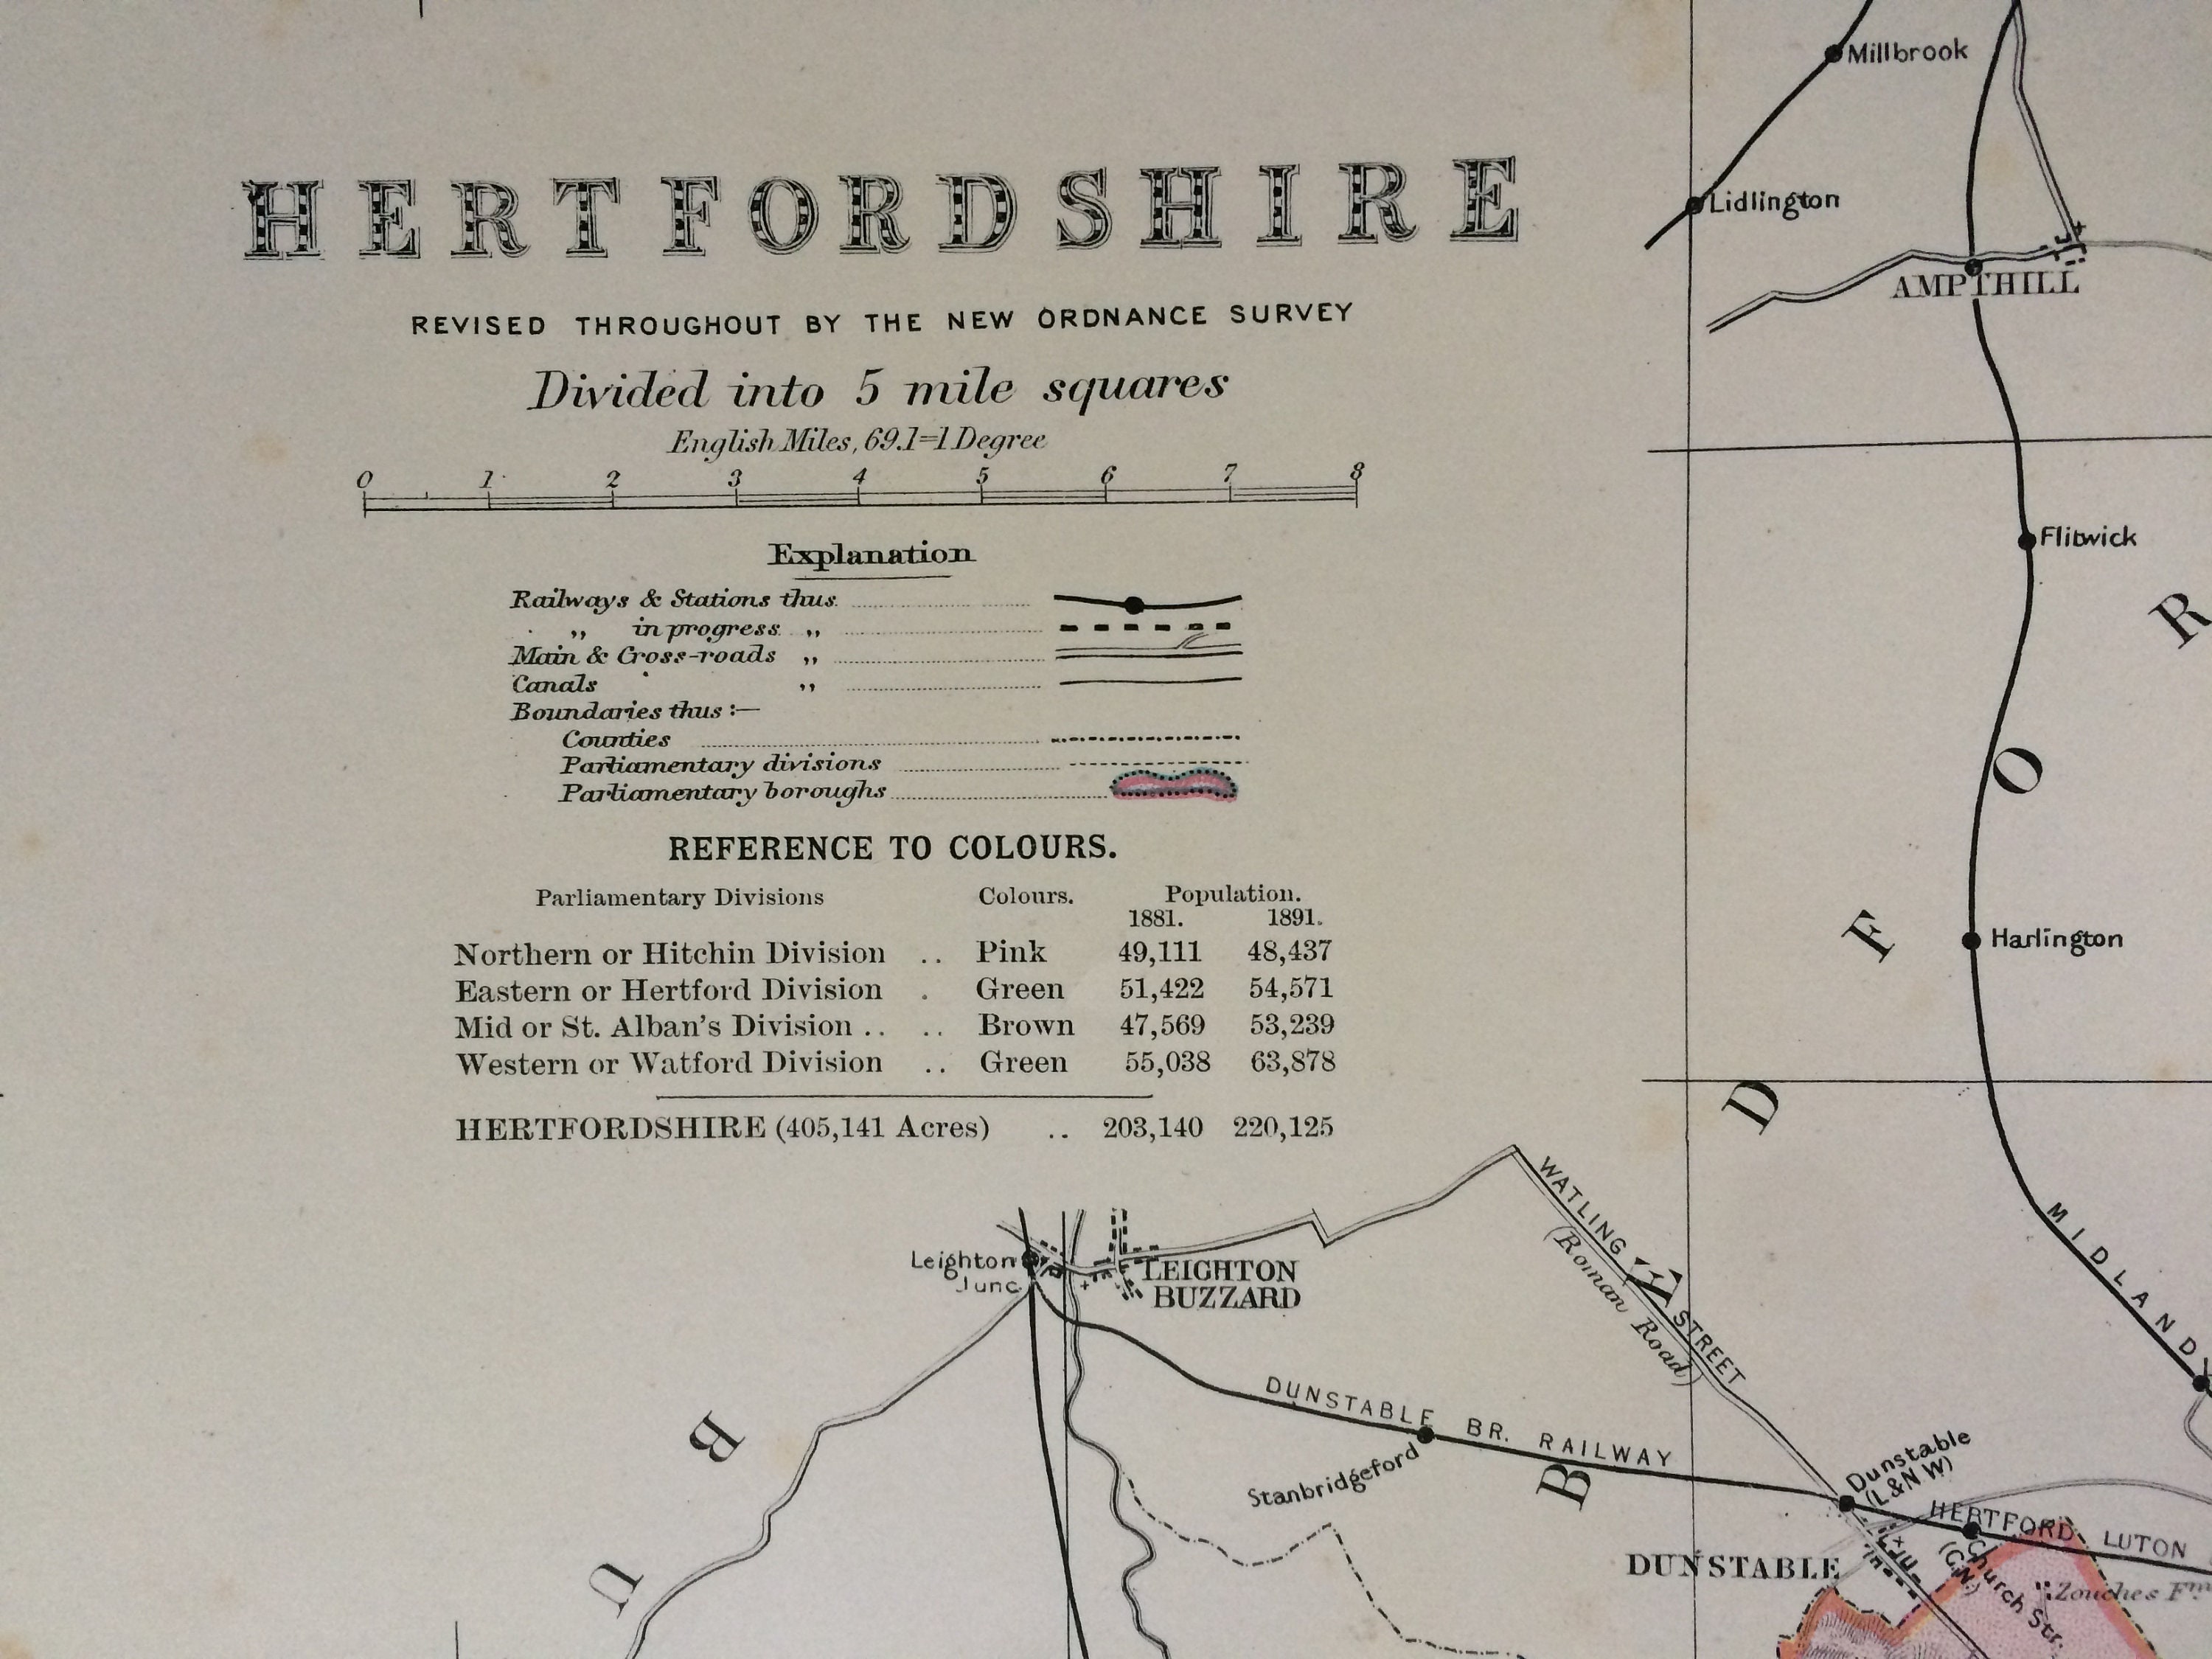 HERTFORDSHIRE
REVISED THROUGHOUT BY THE NEW ORDNANCE SURVEY
Divided into 5 mile squares
English Miles, 69.1=1 Degree
0 1 2 3 4 5 6 7 8
Explanation
Railways & Stations thus
„ in progress „
Main & Cross-roads „
Canals „
Boundaries thus :—
Counties
Parliamentary divisions
Parliamentary boroughs
REFERENCE TO COLOURS.
Parliamentary Divisions Colours. Population.
1881. 1891.
Northern or Hitchin Division .. Pink 49,111 48,437
Eastern or Hertford Division . Green 51,422 54,571
Mid or St. Alban's Division .. .. Brown 47,569 53,239
Western or Watford Division .. Green 55,038 63,878
HERTFORDSHIRE (405,141 Acres) .. 203,140 220,125
Millbrook
Lidlington
AMPTHILL
Flitwick
Harlington
MIDLAND
B E D F O R
B U
Leighton
Junc.
LEIGHTON
BUZZARD
WATLING STREET
(Roman Road)
DUNSTABLE BR. RAILWAY
Stanbridgeford
Dunstable
(L&NW)
HERTFORD LUTON
DUNSTABLE
Church Str.
(G.N.)
Zouches Fm.